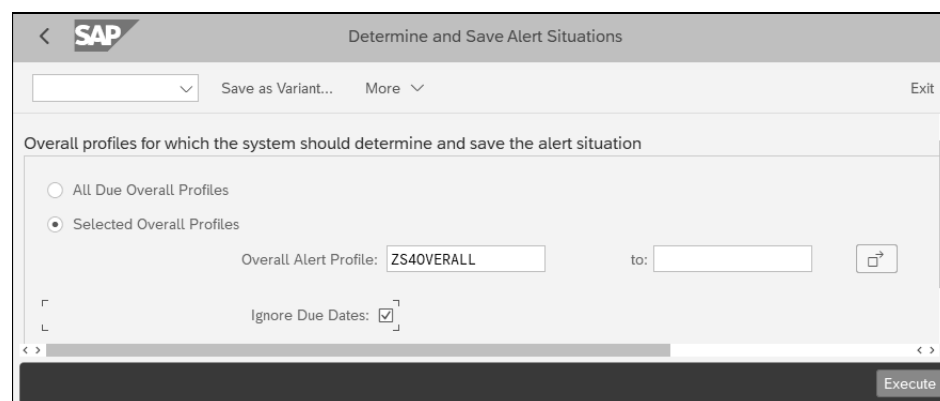 SAP Determine and Save Alert Situations
Save as Variant... More Exit
Overall profiles for which the system should determine and save the alert situation
All Due Overall Profiles
Selected Overall Profiles
Overall Alert Profile: ZS4OVERALL to:
Ignore Due Dates:
Execute